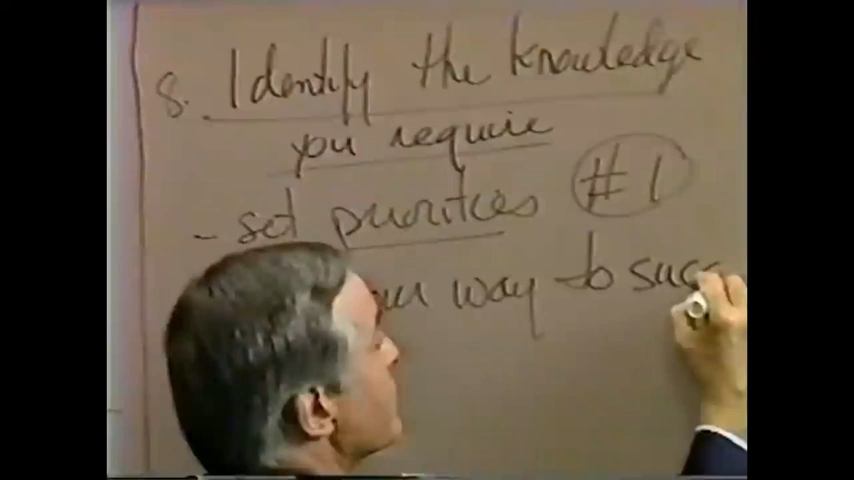 8. Identify the knowledge
you require
- set priorities #1
way to succ